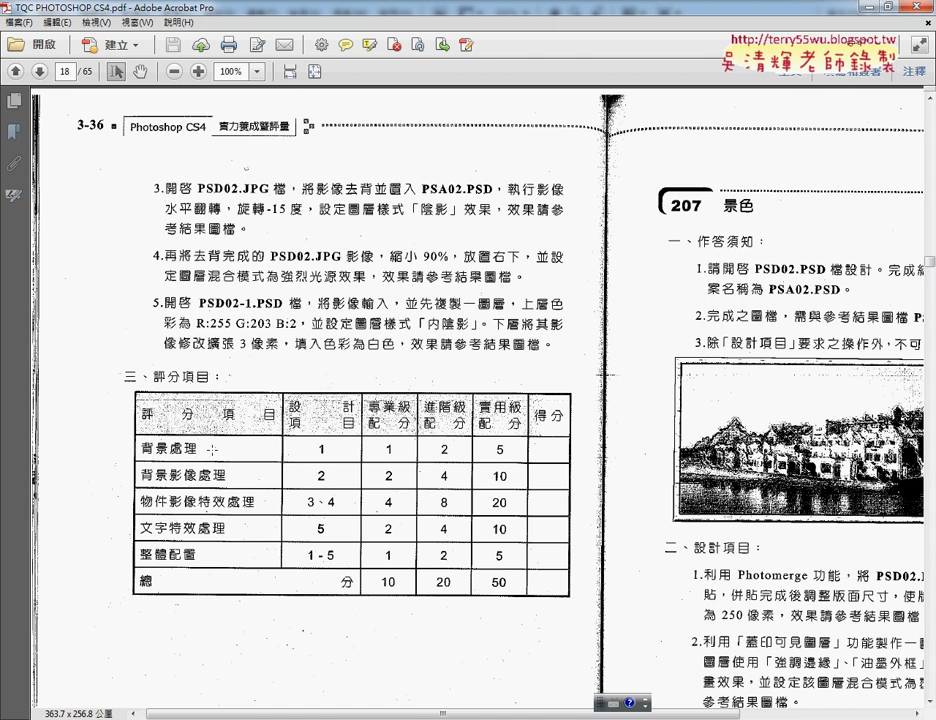 TQC PHOTOSHOP CS4.pdf - Adobe Acrobat Pro
檔案(F) 編輯(E) 檢視(V) 視窗(W) 說明(H)
http://terry55wu.blogspot.tw
吳清輝老師錄製
開啟 建立
18 / 65 100% 注釋
3-36 Photoshop CS4 實力養成暨評量
3.開啓 PSD02.JPG 檔，將影像去背並置入 PSA02.PSD，執行影像
水平翻轉，旋轉-15 度，設定圖層樣式「陰影」效果，效果請參
考結果圖檔。
4.再將去背完成的 PSD02.JPG 影像，縮小 90%，放置右下，並設
定圖層混合模式為強烈光源效果，效果請參考結果圖檔。
5.開啓 PSD02-1.PSD 檔，將影像輸入，並先複製一圖層，上層色
彩為 R:255 G:203 B:2，並設定圖層樣式「內陰影」。下層將其影
像修改擴張 3 像素，填入色彩為白色，效果請參考結果圖檔。
三、評分項目：
評分項目 設計項目 專業級配分 進階級配分 實用級配分 得分
背景處理 1 1 2 5
背景影像處理 2 2 4 10
物件影像特效處理 3、4 4 8 20
文字特效處理 5 2 4 10
整體配置 1-5 1 2 5
總分 10 20 50
207 景色
一、作答須知：
1.請開啓 PSD02.PSD 檔設計。完成
案名稱為 PSA02.PSD。
2.完成之圖檔，需與參考結果圖檔
3.除「設計項目」要求之操作外，不可
二、設計項目：
1.利用 Photomerge 功能，將 PSD02.
貼，併貼完成後調整版面尺寸，使
為 250 像素，效果請參考結果圖檔
2.利用「蓋印可見圖層」功能製作一
圖層使用「強調邊緣」、「油墨外框」
畫效果，並設定該圖層混合模式為
參考結果圖檔。
363.7 x 256.8 公釐